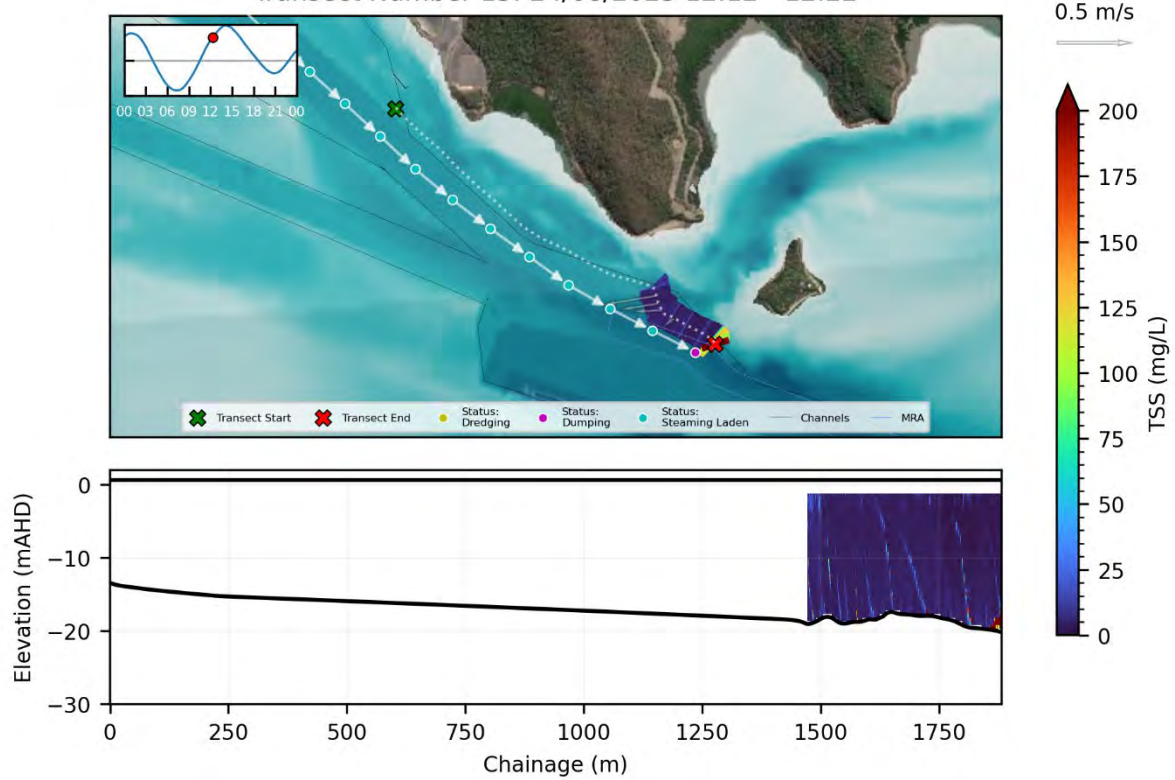 0.5 m/s
00 03 06 09 12 15 18 21 00
Transect Start
Transect End
Status:
Dredging
Status:
Dumping
Status:
Steaming Laden
Channels
MRA
200
175
150
125
100
75
50
25
0
TSS (mg/L)
0
−10
−20
−30
Elevation (mAHD)
0 250 500 750 1000 1250 1500 1750
Chainage (m)